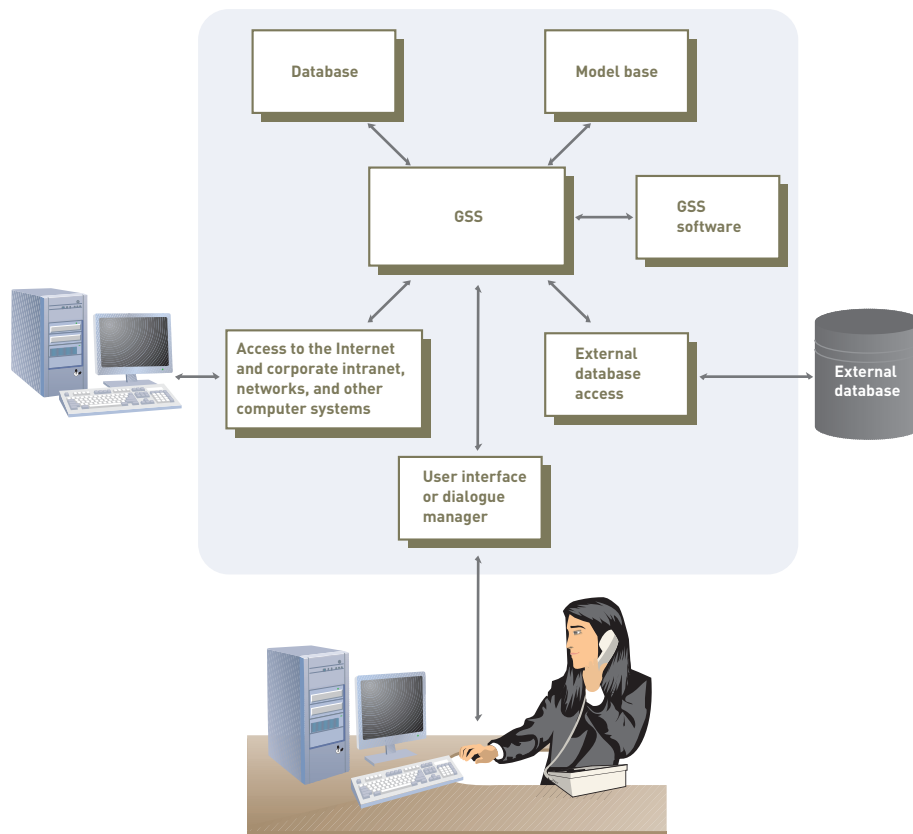 Database
Model base
GSS
GSS
software
Access to the Internet
and corporate intranet,
networks, and other
computer systems
External
database
access
External
database
User interface
or dialogue
manager